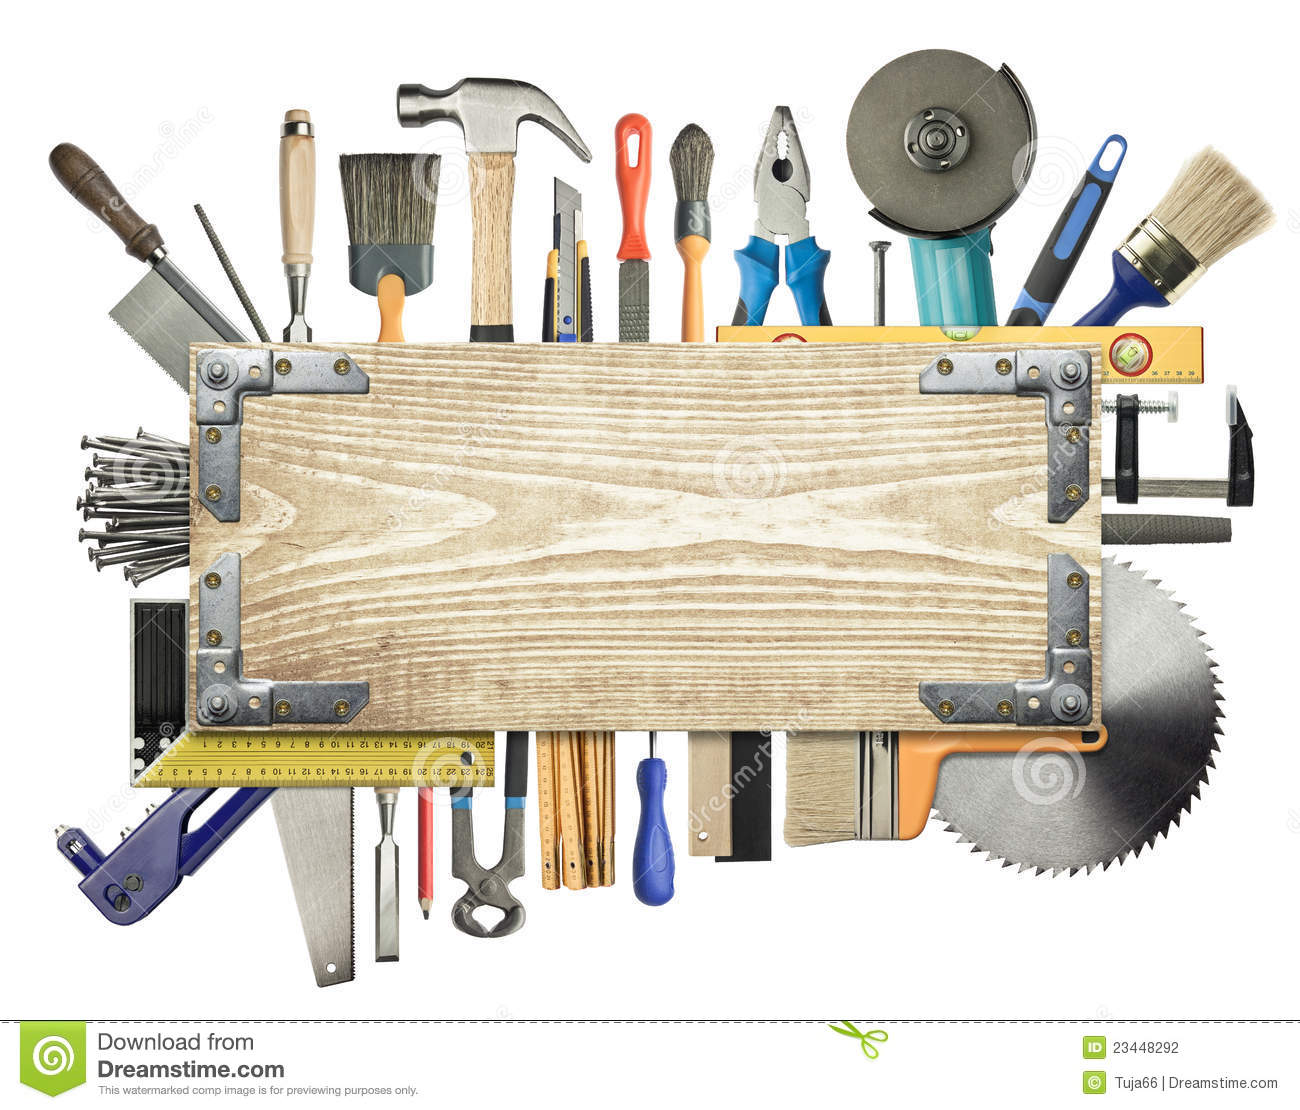 Download from
Dreamstime.com
This watermarked comp image is for previewing purposes only.
ID 23448292
© Tuja66 | Dreamstime.com